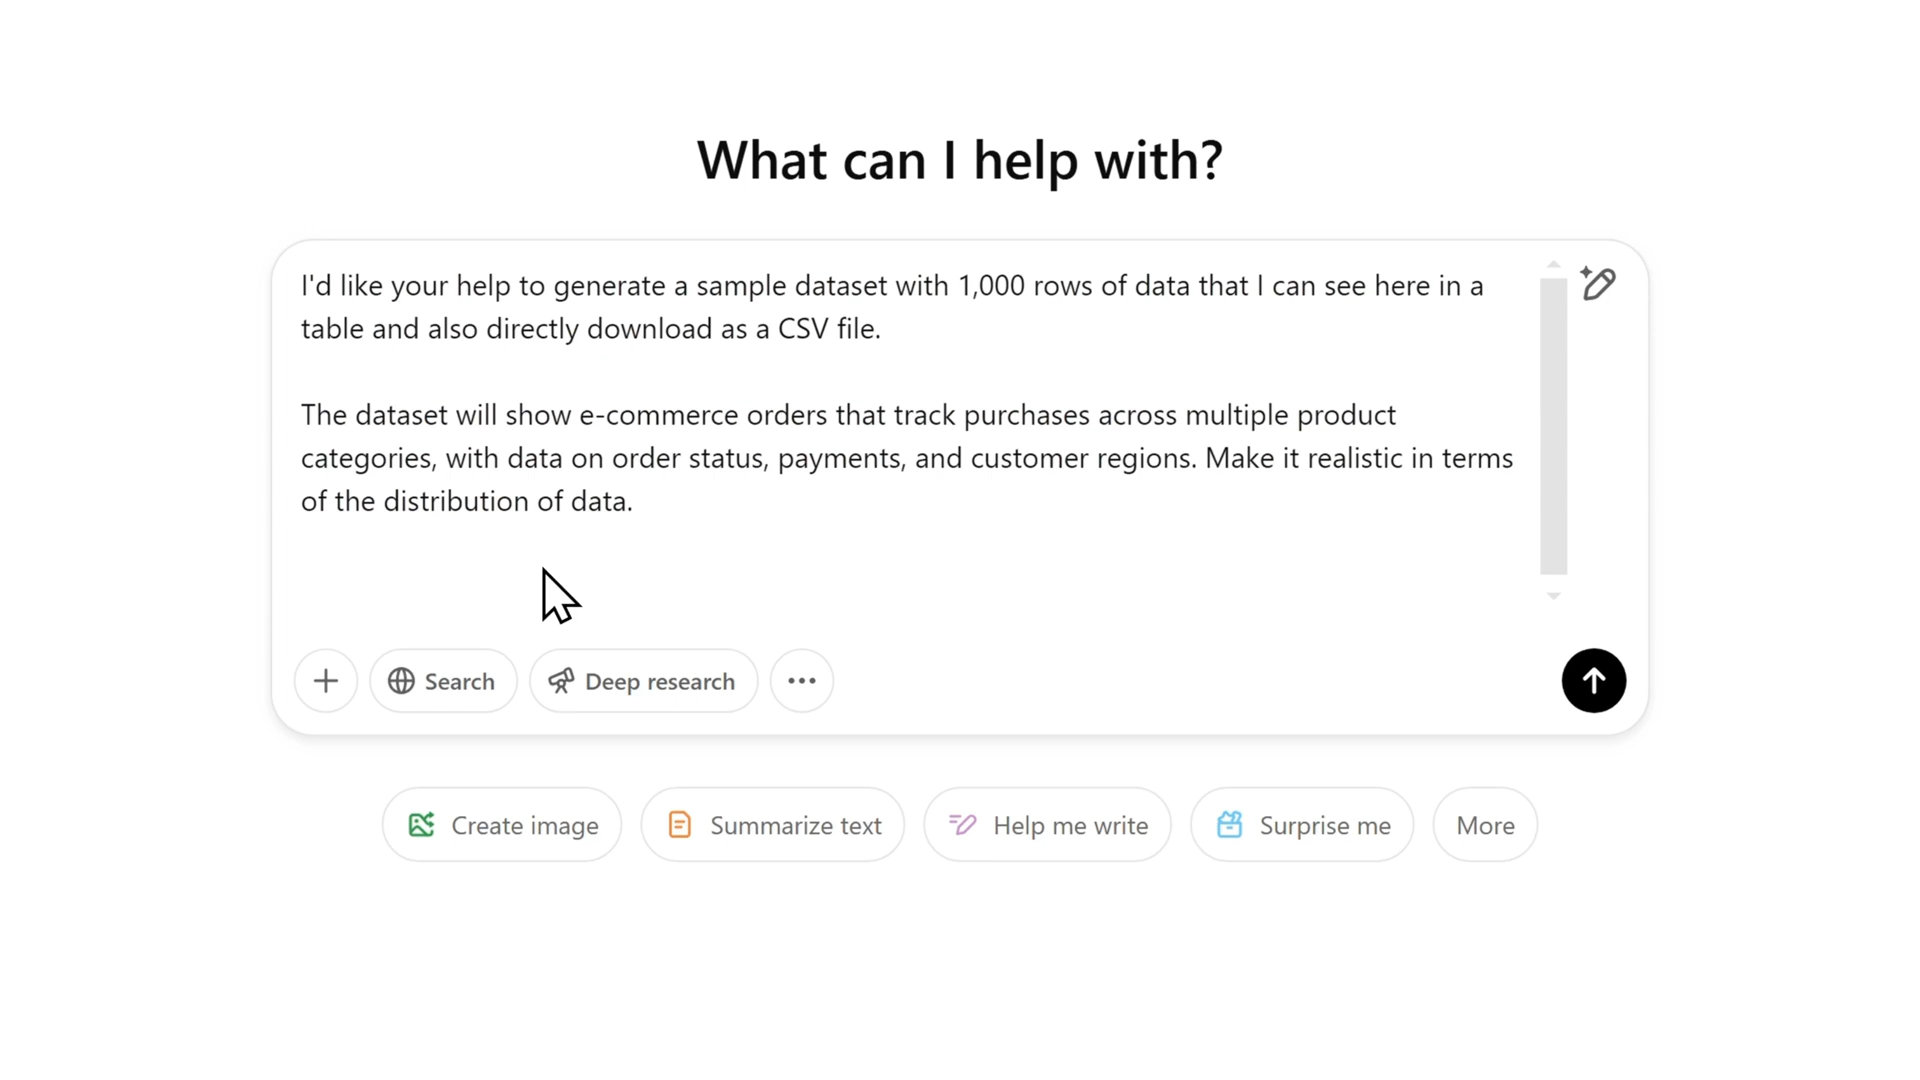 What can I help with?
I'd like your help to generate a sample dataset with 1,000 rows of data that I can see here in a
table and also directly download as a CSV file.
The dataset will show e-commerce orders that track purchases across multiple product
categories, with data on order status, payments, and customer regions. Make it realistic in terms
of the distribution of data.
Search
Deep research
Create image
Summarize text
Help me write
Surprise me
More